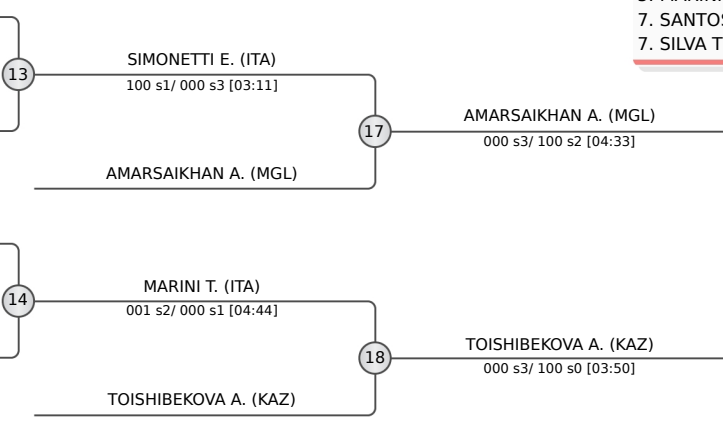 7. SANTOS
7. SILVA T
13
SIMONETTI E. (ITA)
100 s1/ 000 s3 [03:11]
17
AMARSAIKHAN A. (MGL)
000 s3/ 100 s2 [04:33]
AMARSAIKHAN A. (MGL)
14
MARINI T. (ITA)
001 s2/ 000 s1 [04:44]
18
TOISHIBEKOVA A. (KAZ)
000 s3/ 100 s0 [03:50]
TOISHIBEKOVA A. (KAZ)